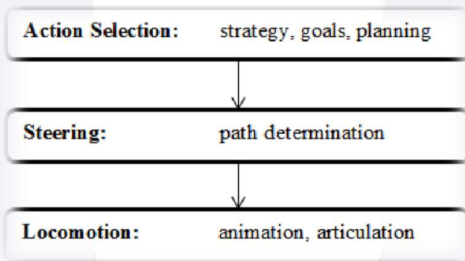 Action Selection: strategy, goals, planning
Steering: path determination
Locomotion: animation, articulation